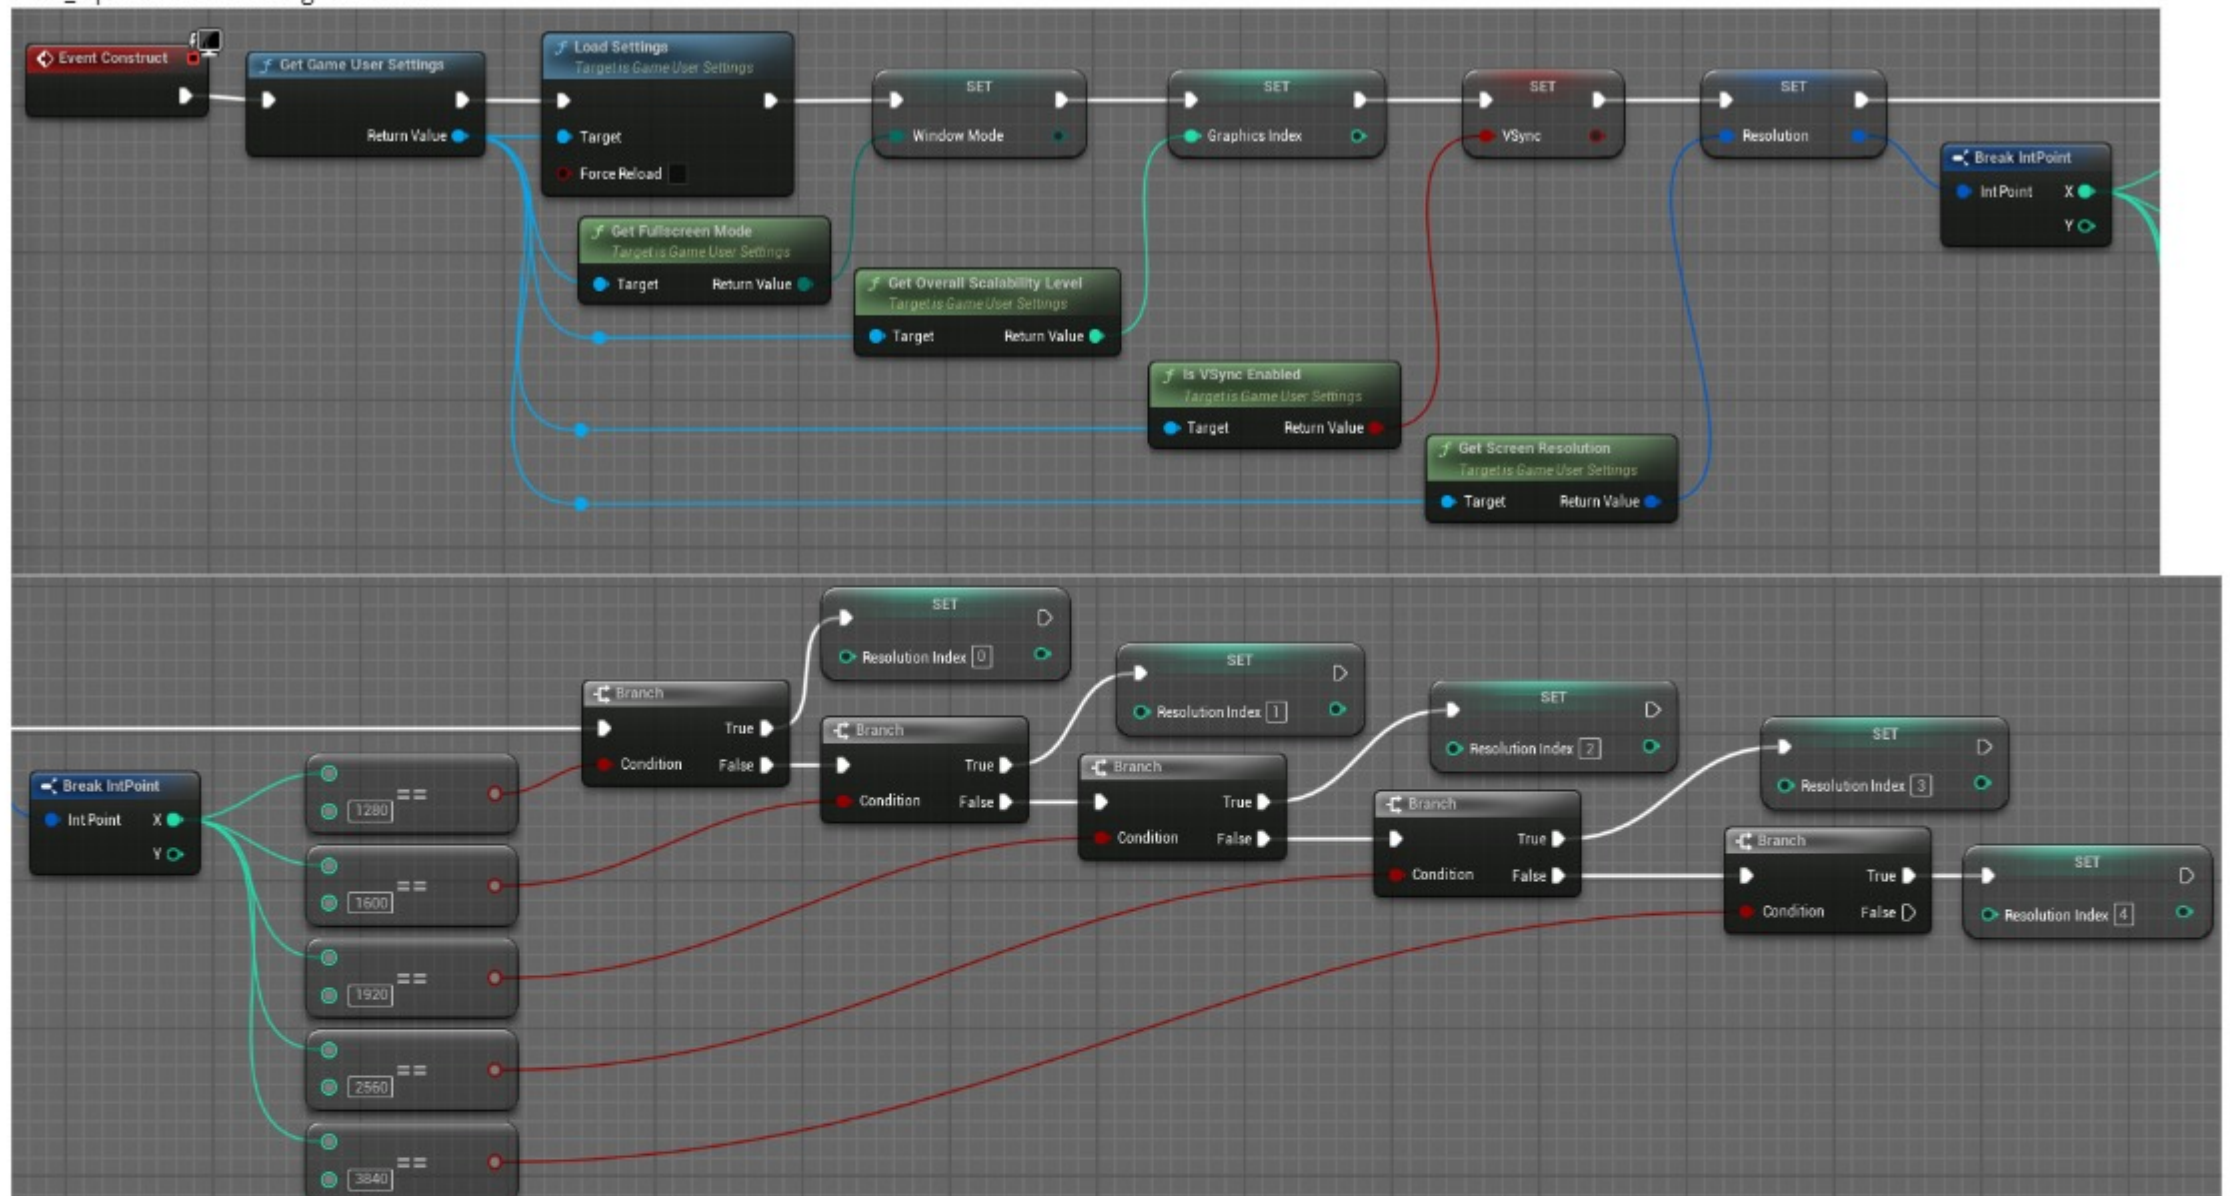 Event Construct
Get Game User Settings
Return Value
Load Settings
Target is Game User Settings
Target
Force Reload
SET
Window Mode
SET
Graphics Index
SET
VSync
SET
Resolution
Break IntPoint
Int Point X
Y
Get Fullscreen Mode
Target is Game User Settings
Target Return Value
Get Overall Scalability Level
Target is Game User Settings
Target Return Value
Is VSync Enabled
Target is Game User Settings
Target Return Value
Get Screen Resolution
Target is Game User Settings
Target Return Value
Break IntPoint
Int Point X
Y
==
1280
==
1600
==
1920
==
2560
==
3840
Branch
True
Condition False
SET
Resolution Index 0
Branch
True
Condition False
SET
Resolution Index 1
Branch
True
Condition False
SET
Resolution Index 2
Branch
True
Condition False
SET
Resolution Index 3
Branch
True
Condition False
SET
Resolution Index 4